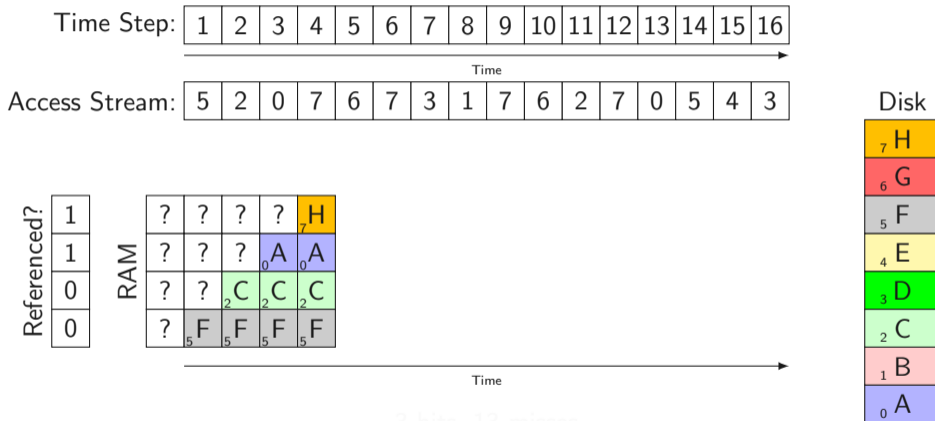 Time Step: 1 2 3 4 5 6 7 8 9 10 11 12 13 14 15 16
Time
Access Stream: 5 2 0 7 6 7 3 1 7 6 2 7 0 5 4 3
Disk
7 H
6 G
5 F
4 E
3 D
2 C
1 B
0 A
Referenced?
1
1
0
0
RAM
? ? ? ? 7 H
? ? ? 0 A 0 A
? ? 2 C 2 C 2 C
? 5 F 5 F 5 F 5 F
Time